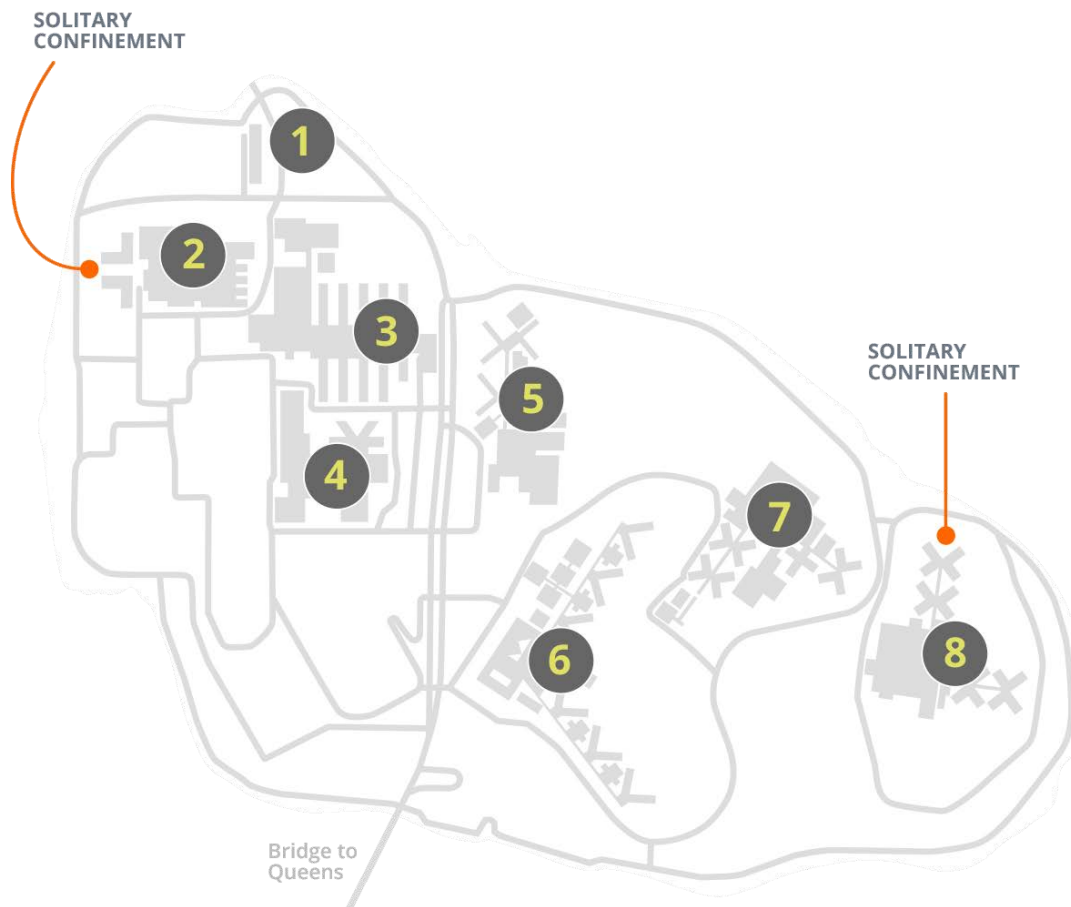 SOLITARY
CONFINEMENT
1
2
3
SOLITARY
CONFINEMENT
5
4
7
8
6
Bridge to
Queens